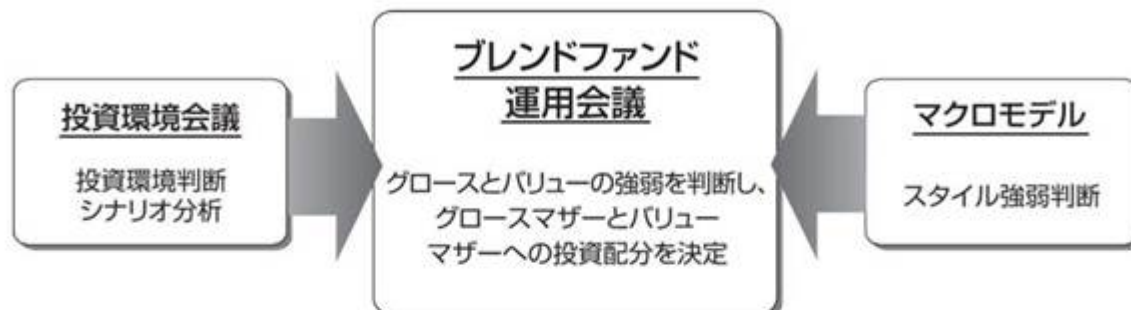 投資環境会議
投資環境判断
シナリオ分析
ブレンドファンド
運用会議
グロースとバリューの強弱を判断し、
グロースマザーとバリュー
マザーへの投資配分を決定
マクロモデル
スタイル強弱判断